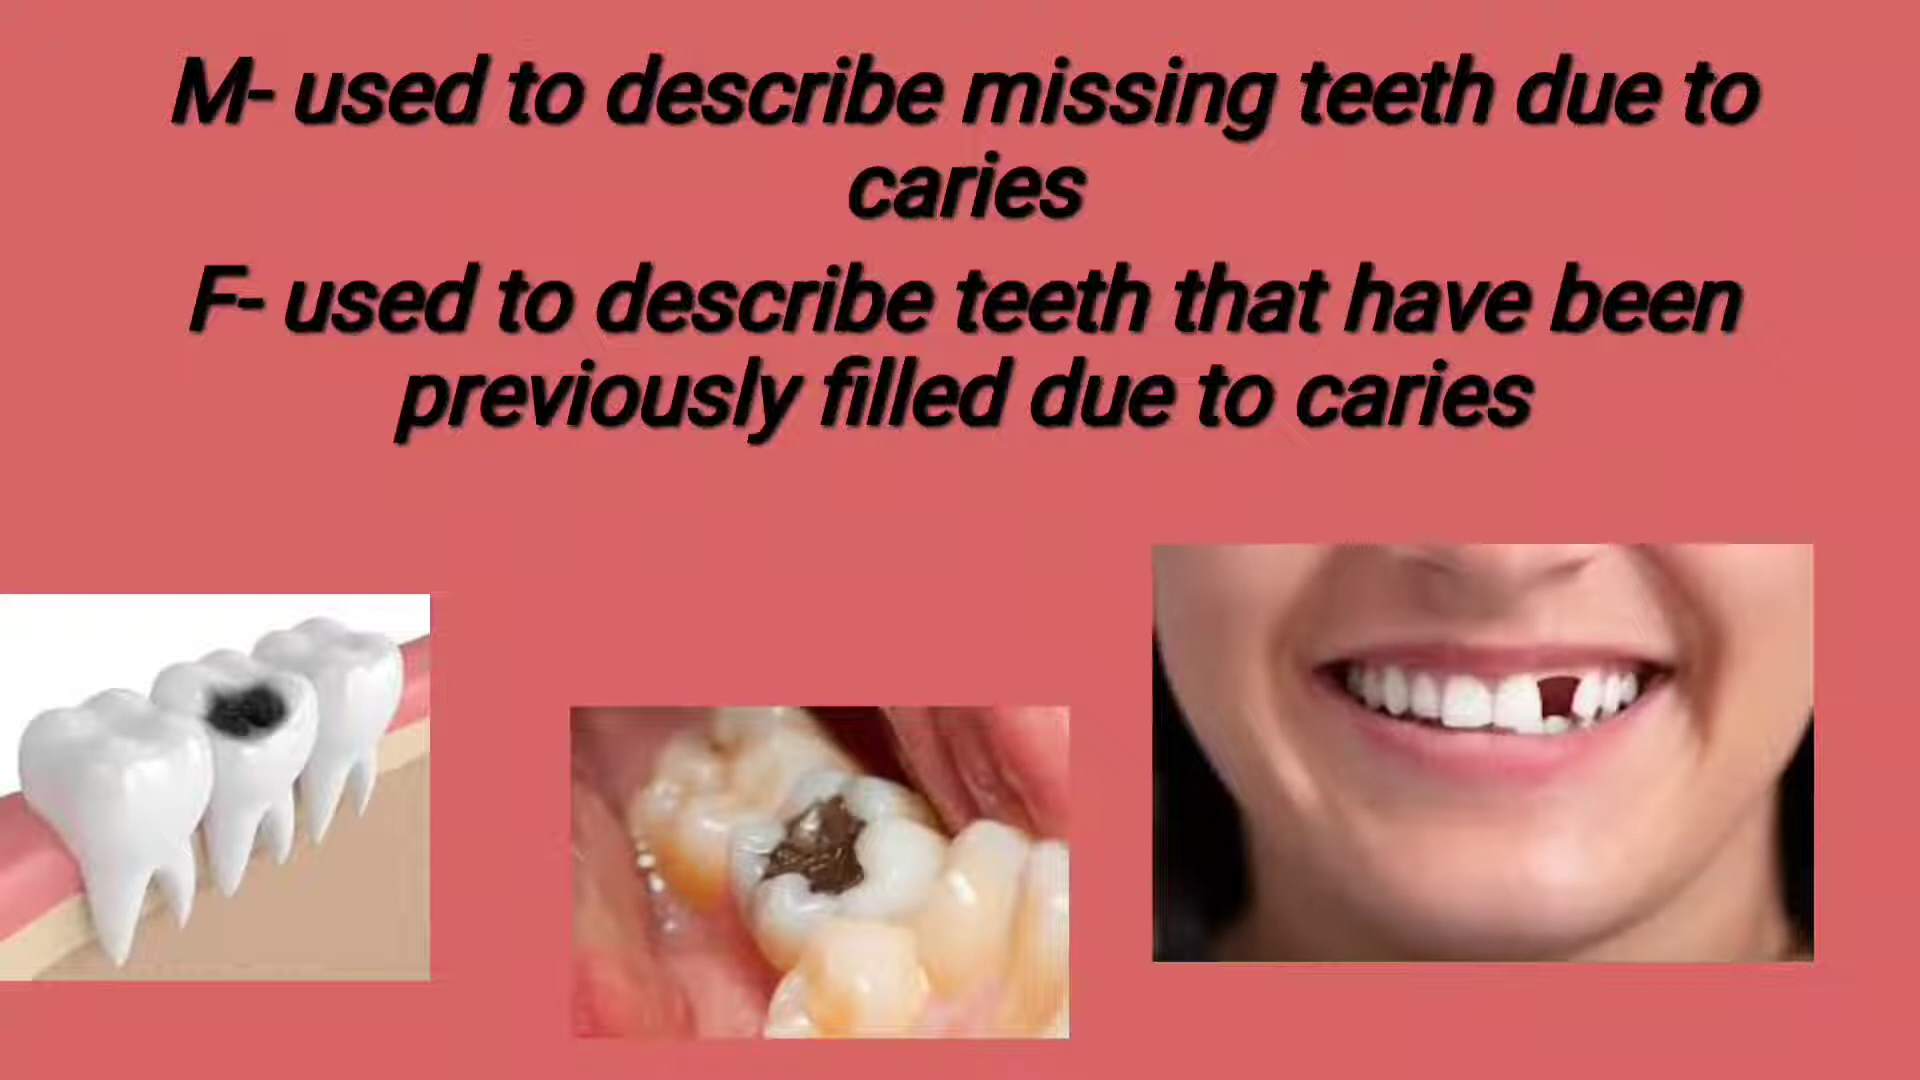 M- used to describe missing teeth due to
caries
F- used to describe teeth that have been
previously filled due to caries